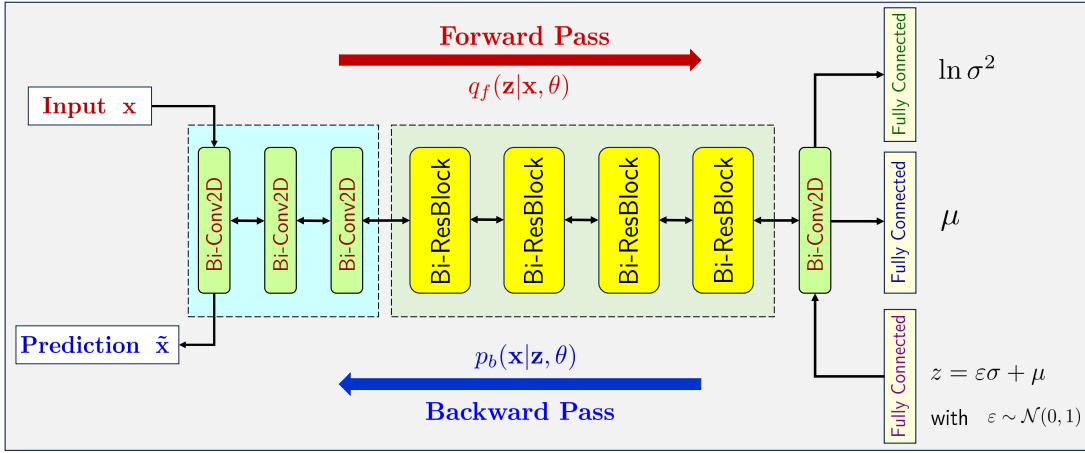 Forward Pass
q_f(z|x, θ)
Input x
Bi-Conv2D
Bi-Conv2D
Bi-Conv2D
Bi-ResBlock
Bi-ResBlock
Bi-ResBlock
Bi-ResBlock
Bi-Conv2D
Fully Connected
ln σ²
Fully Connected
μ
Prediction x̃
p_b(x|z, θ)
Backward Pass
Fully Connected
z = εσ + μ
with ε ∼ 𝒩(0, 1)